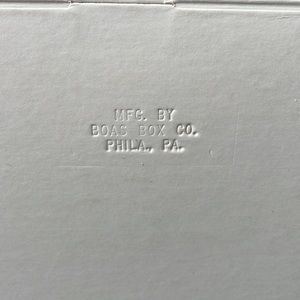 MFG. BY
BOAS BOX CO.
PHILA., PA.